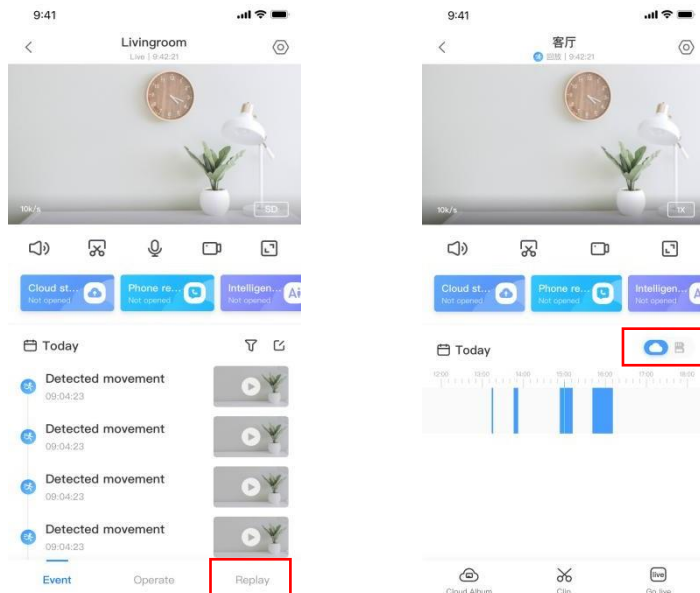 9:41
Livingroom
Live | 9:42:21
10k/s
SD
Cloud st...
Not opened
Phone re...
Not opened
Intelligen...
Not opened
Today
Detected movement
09:04:23
Detected movement
09:04:23
Detected movement
09:04:23
Detected movement
09:04:23
Event
Operate
Replay
9:41
客厅
回放 | 9:42:21
10k/s
1X
Cloud st...
Not opened
Phone re...
Not opened
Intelligen...
Not opened
Today
12:00 13:00 14:00 15:00 16:00 17:00 18:00
Cloud Album
Clip
live
Go live